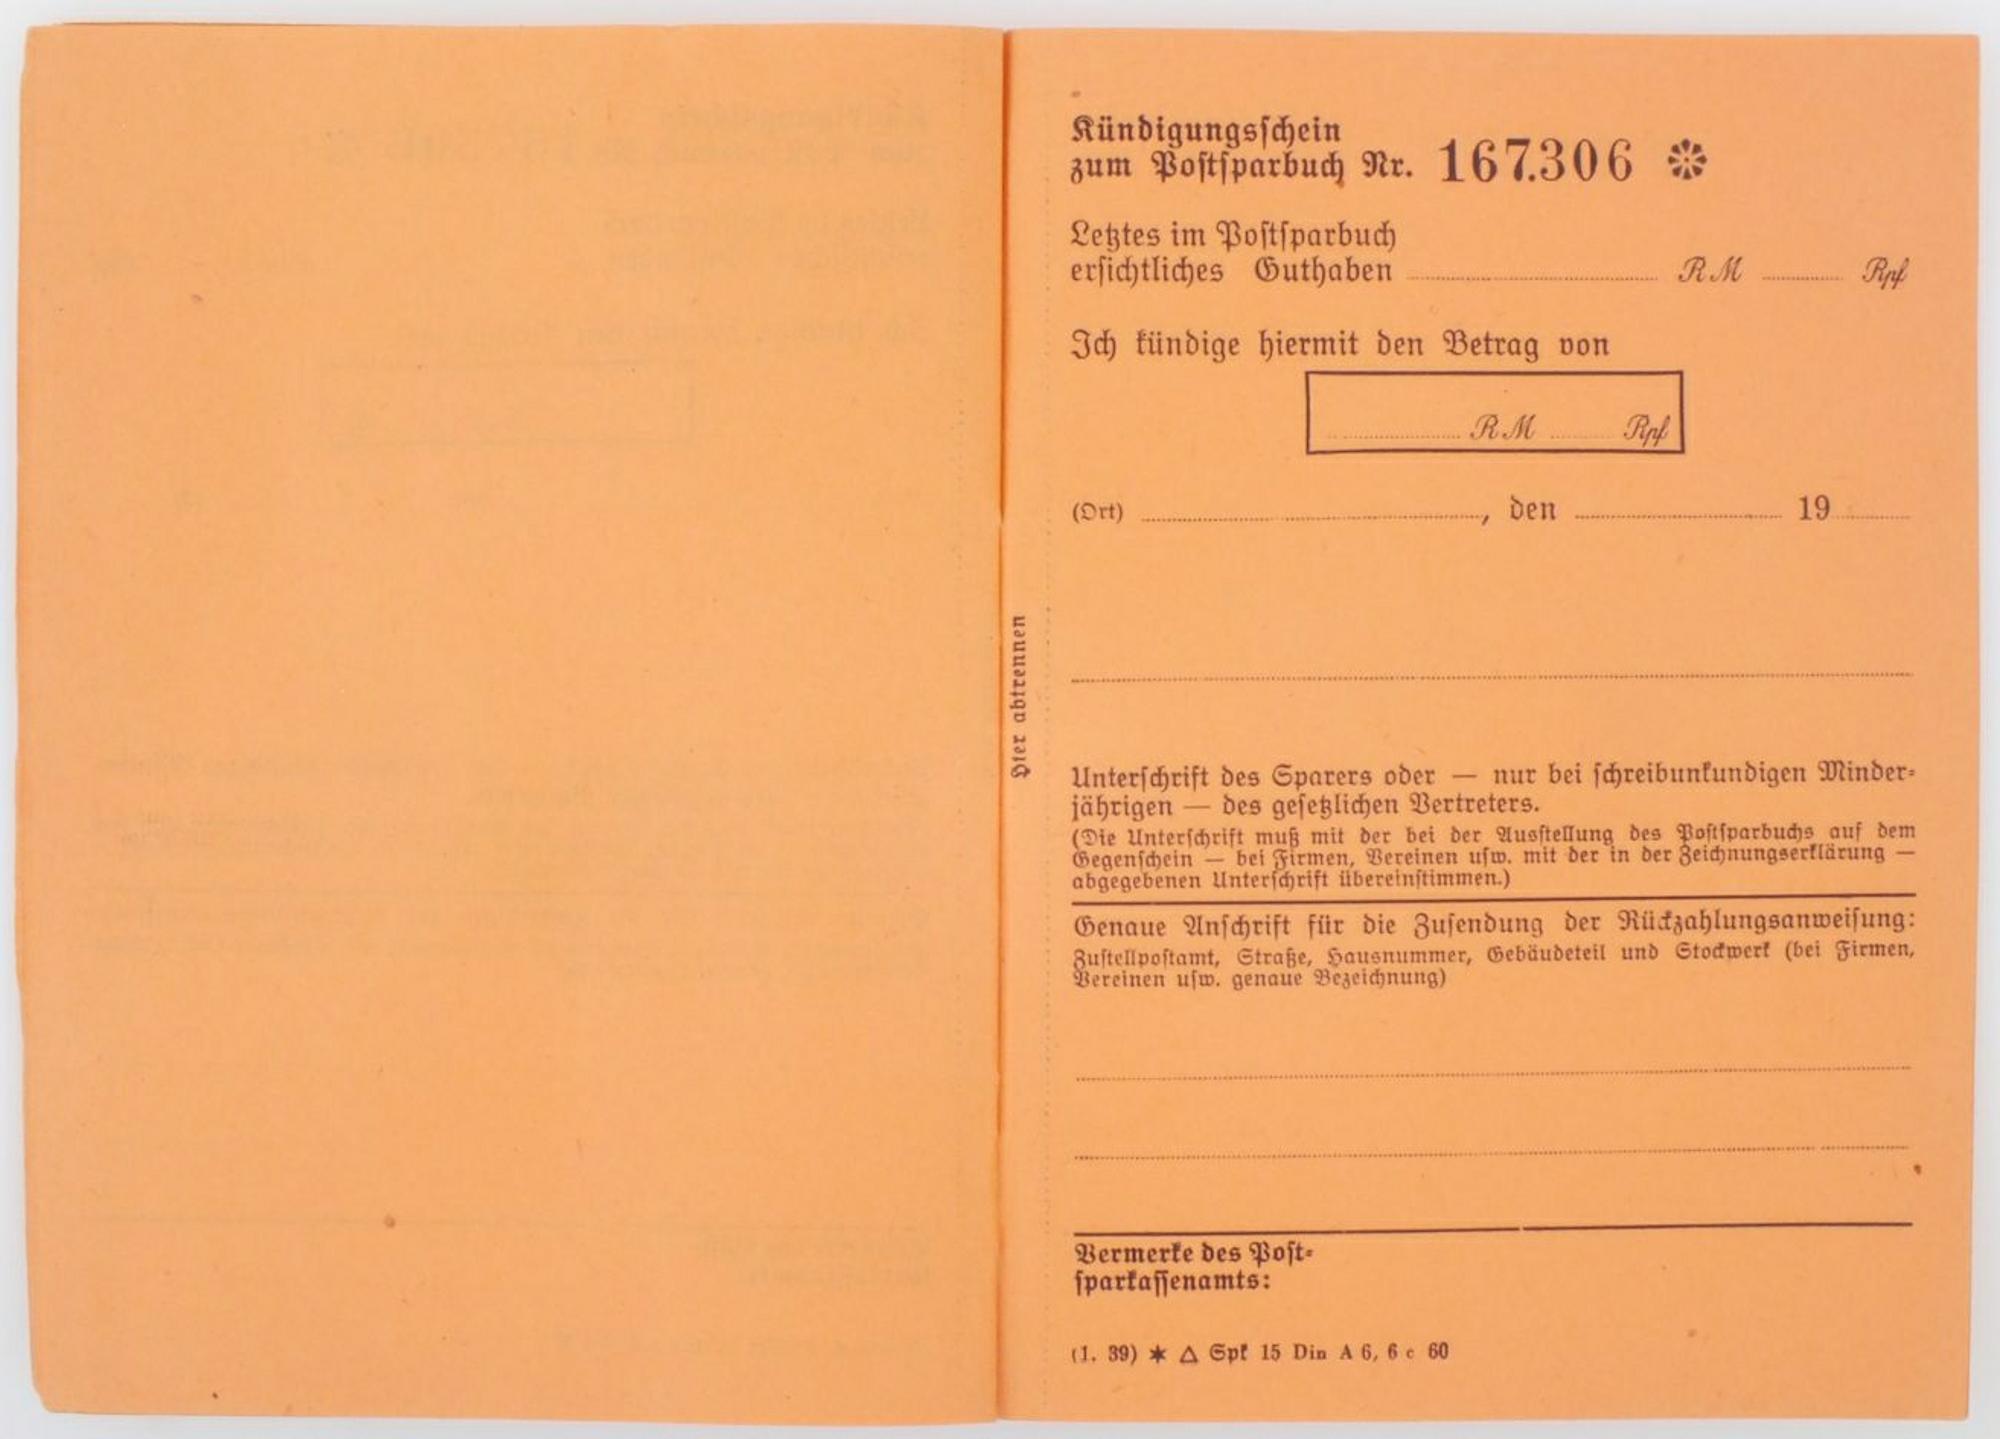 Kündigungsschein
zum Postsparbuch Nr. 167.306 ❇
Letztes im Postsparbuch
ersichtliches Guthaben ........ RM ........ Rpf
Ich kündige hiermit den Betrag von
........ RM ........ Rpf
(Ort) ........, den ........ 19 ........
Hier abtrennen
Unterschrift des Sparers oder — nur bei schreibunkundigen Minder-
jährigen — des gesetzlichen Vertreters.
(Die Unterschrift muß mit der bei der Ausstellung des Postsparbuchs auf dem
Gegenschein — bei Firmen, Vereinen usw. mit der in der Zeichnungserklärung —
abgegebenen Unterschrift übereinstimmen.)
Genaue Anschrift für die Zusendung der Rückzahlungsanweisung:
Zustellpostamt, Straße, Hausnummer, Gebäudeteil und Stockwerk (bei Firmen,
Vereinen usw. genaue Bezeichnung)
Vermerke des Post-
sparkassenamts:
(1. 39) ✶ △ Spk 15 Din A 6, 6 c 60